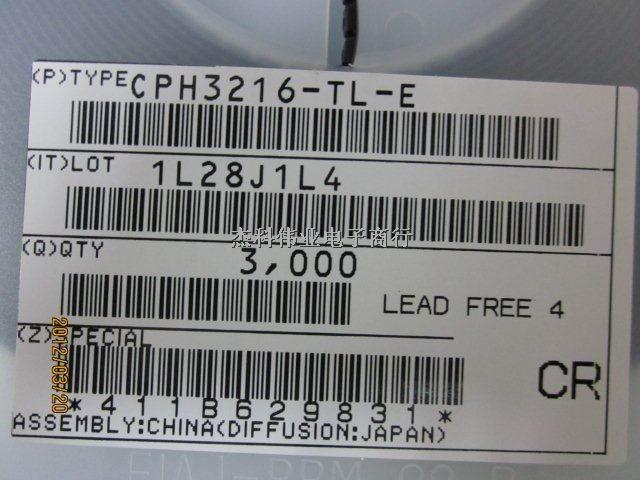 (P)TYPE CPH3216-TL-E
(IT)LOT 1L28J1L4
杰科伟业电子商行
(Q)QTY 3,000
LEAD FREE 4
(Z)SPECIAL
CR
*411B629831*
ASSEMBLY:CHINA(DIFFUSION:JAPAN)
2012/03/20